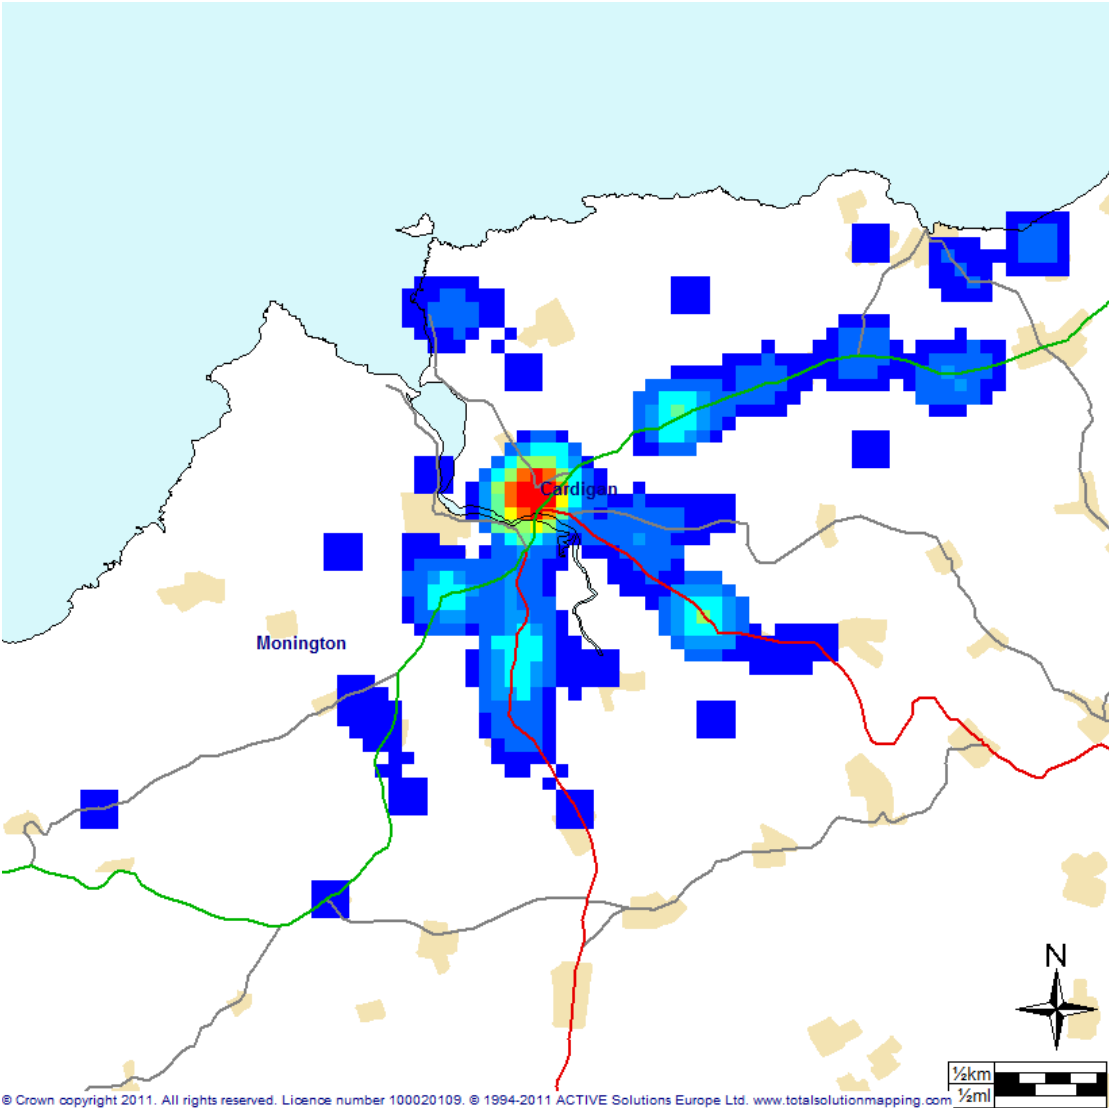 Cardigan
Monington
N
½km
½ml
© Crown copyright 2011. All rights reserved. Licence number 100020109. © 1994-2011 ACTIVE Solutions Europe Ltd. www.totalsolutionmapping.com